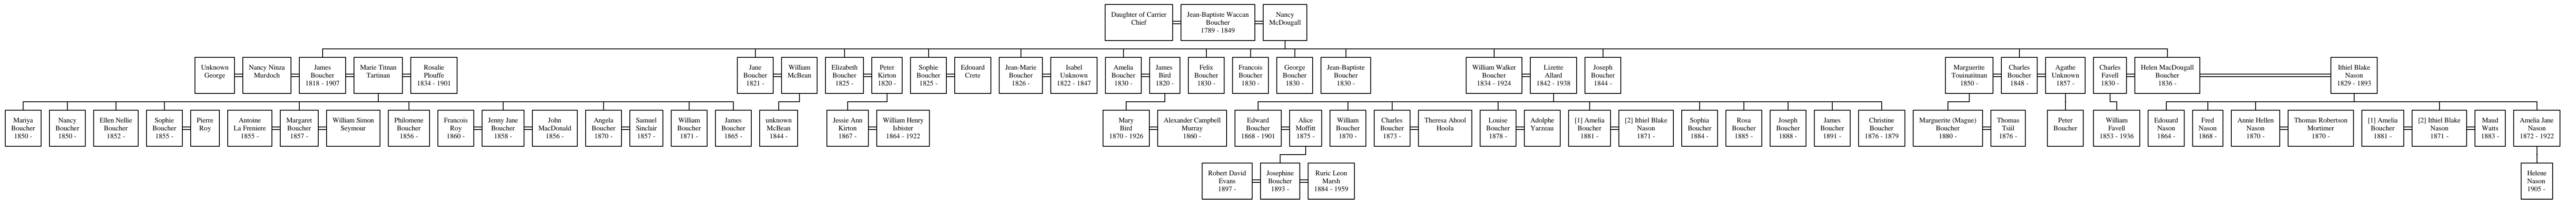 Daughter of Carrier
Chief
Jean-Baptiste Waccan
Boucher
1789 - 1849
Nancy
McDougall
Unknown
George
Nancy Ninza
Murdoch
James
Boucher
1818 - 1907
Marie Titnan
Tartinan
Rosalie
Plouffe
1834 - 1901
Jane
Boucher
1821 -
William
McBean
Elizabeth
Boucher
1825 -
Peter
Kirton
1820 -
Sophie
Boucher
1825 -
Edouard
Crete
Jean-Marie
Boucher
1826 -
Isabel
Unknown
1822 - 1847
Amelia
Boucher
1830 -
James
Bird
1820 -
Felix
Boucher
1830 -
Francois
Boucher
1830 -
George
Boucher
1830 -
Jean-Baptiste
Boucher
1830 -
William Walker
Boucher
1834 - 1924
Lizette
Allard
1842 - 1938
Joseph
Boucher
1844 -
Marguerite
Touinatitnan
1850 -
Charles
Boucher
1848 -
Agathe
Unknown
1857 -
Charles
Favell
1830 -
Helen MacDougall
Boucher
1836 -
Ithiel Blake
Nason
1829 - 1893
Mariya
Boucher
1850 -
Nancy
Boucher
1850 -
Ellen Nellie
Boucher
1852 -
Sophie
Boucher
1855 -
Pierre
Roy
Antoine
La Freniere
1855 -
Margaret
Boucher
1857 -
William Simon
Seymour
Philomene
Boucher
1856 -
Francois
Roy
1860 -
Jenny Jane
Boucher
1858 -
John
MacDonald
1856 -
Angela
Boucher
1870 -
Samuel
Sinclair
1857 -
William
Boucher
1871 -
James
Boucher
1865 -
unknown
McBean
1844 -
Jessie Ann
Kirton
1867 -
William Henry
Isbister
1864 - 1922
Mary
Bird
1870 - 1926
Alexander Campbell
Murray
1860 -
Edward
Boucher
1868 - 1901
Alice
Moffitt
1875 -
William
Boucher
1870 -
Charles
Boucher
1873 -
Theresa Ahool
Hoola
Louise
Boucher
1878 -
Adolphe
Yarzeau
[1] Amelia
Boucher
1881 -
[2] Ithiel Blake
Nason
1871 -
Sophia
Boucher
1884 -
Rosa
Boucher
1885 -
Joseph
Boucher
1888 -
James
Boucher
1891 -
Christine
Boucher
1876 - 1879
Marguerite (Mague)
Boucher
1880 -
Thomas
Tsiil
1876 -
Peter
Boucher
William
Favell
1853 - 1936
Edouard
Nason
1864 -
Fred
Nason
1868 -
Annie Hellen
Nason
1870 -
Thomas Robertson
Mortimer
1870 -
[1] Amelia
Boucher
1881 -
[2] Ithiel Blake
Nason
1871 -
Maud
Watts
1883 -
Amelia Jane
Nason
1872 - 1922
Robert David
Evans
1897 -
Josephine
Boucher
1893 -
Ruric Leon
Marsh
1884 - 1959
Helene
Nason
1905 -